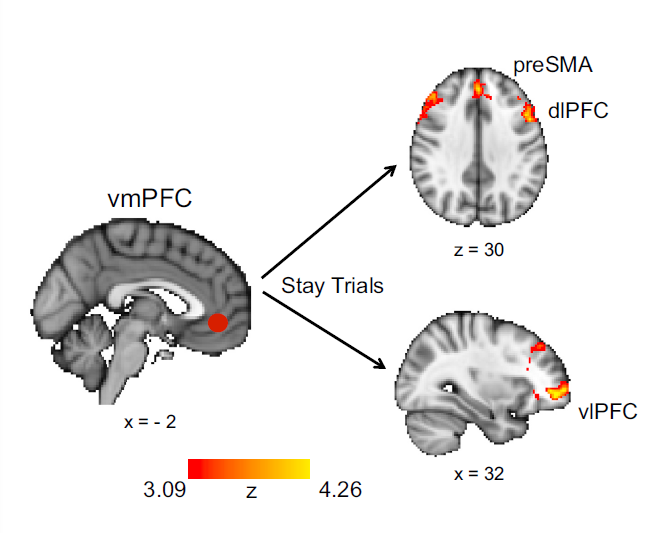 preSMA
dlPFC
z = 30
vmPFC
Stay Trials
x = - 2
vlPFC
x = 32
3.09 z 4.26